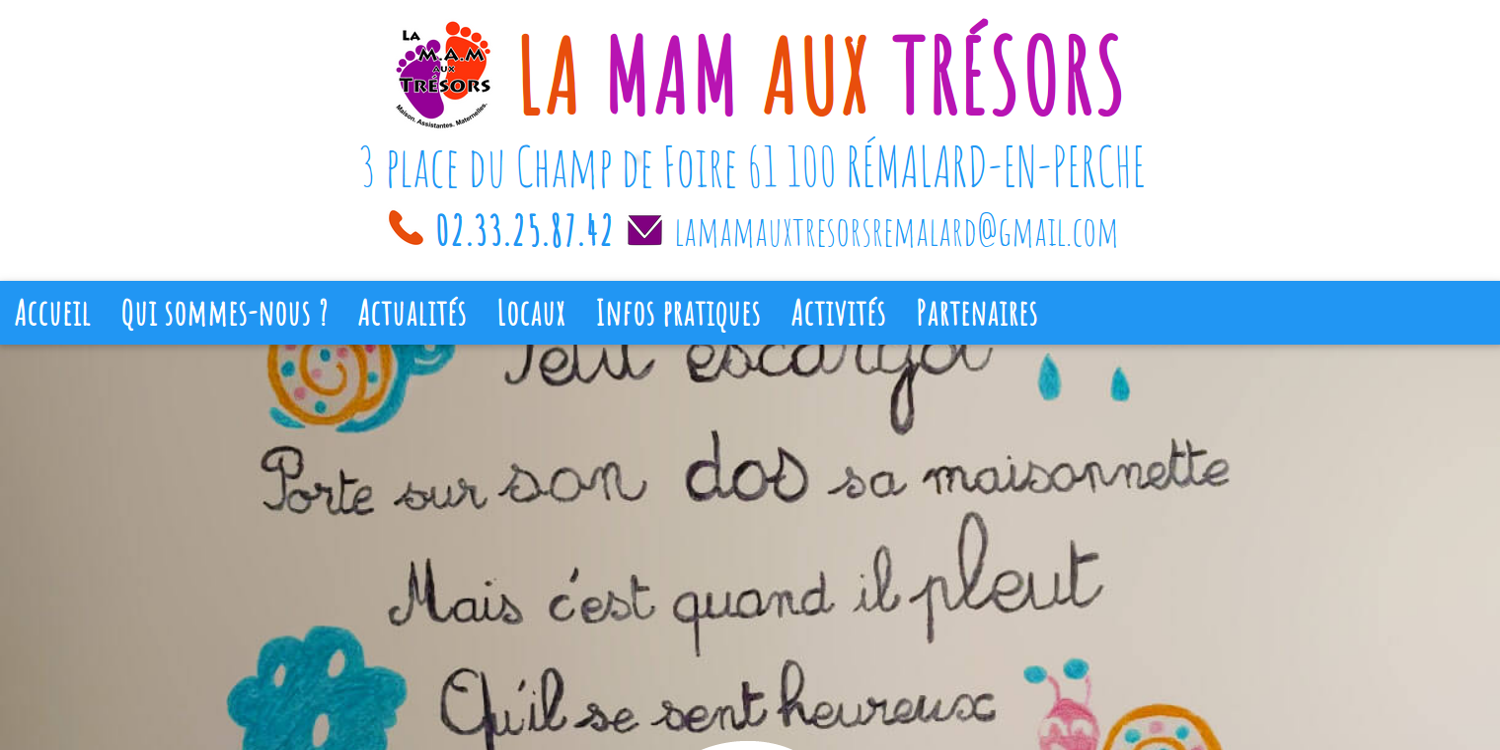 LA
M.A.M
AUX
TRÉSORS
Maison. Assistantes. Maternelles.
LA MAM AUX TRÉSORS
3 place du Champ de Foire 61 100 RÉMALARD-EN-PERCHE
02.33.25.87.42 lamamauxtresorsremalard@gmail.com
Accueil Qui sommes-nous ? Actualités Locaux Infos pratiques Activités Partenaires
Petit escargot
Porte sur son dos sa maisonnette
Mais c'est quand il pleut
Qu'il se sent heureux